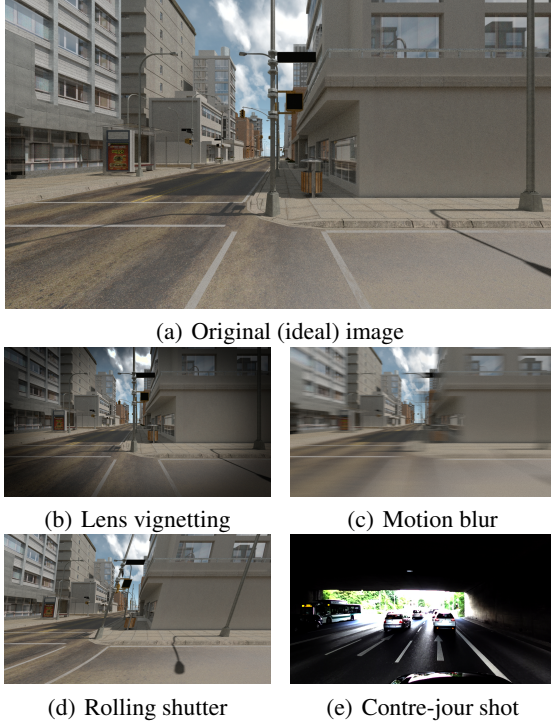 (a) Original (ideal) image
(b) Lens vignetting
(c) Motion blur
(d) Rolling shutter
(e) Contre-jour shot